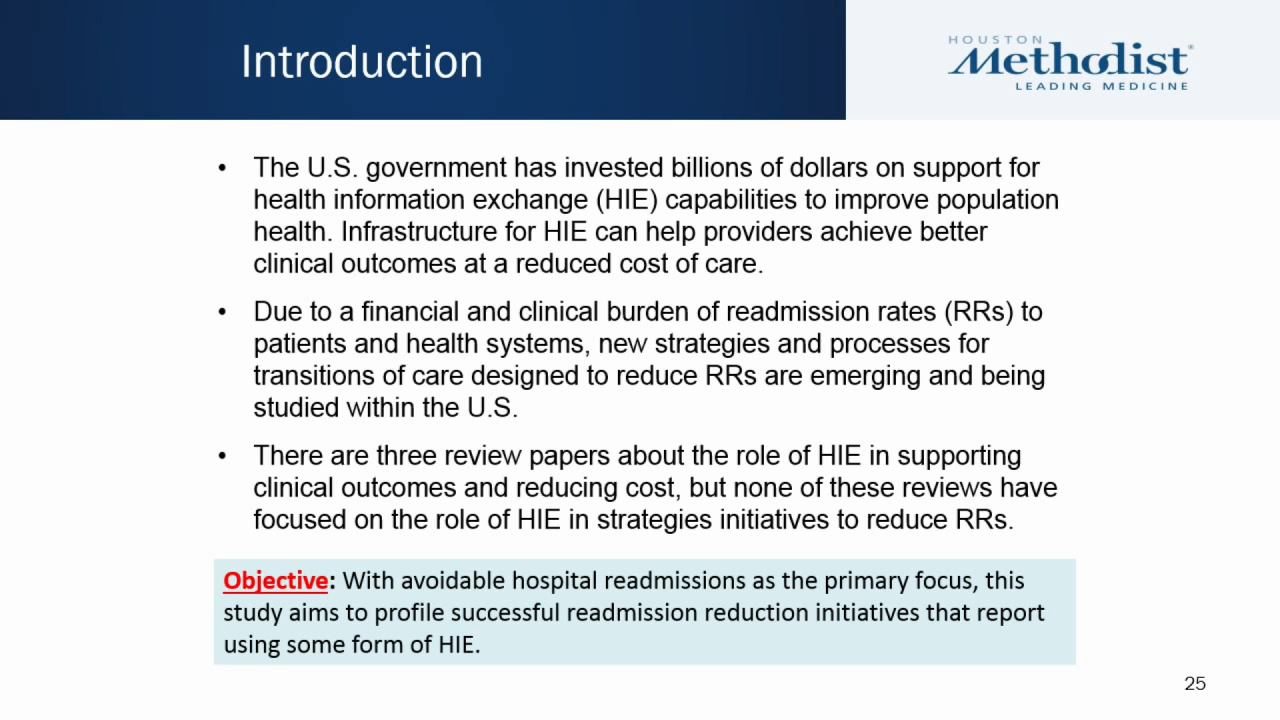 Introduction
HOUSTON
Methodist®
LEADING MEDICINE
• The U.S. government has invested billions of dollars on support for
health information exchange (HIE) capabilities to improve population
health. Infrastructure for HIE can help providers achieve better
clinical outcomes at a reduced cost of care.
• Due to a financial and clinical burden of readmission rates (RRs) to
patients and health systems, new strategies and processes for
transitions of care designed to reduce RRs are emerging and being
studied within the U.S.
• There are three review papers about the role of HIE in supporting
clinical outcomes and reducing cost, but none of these reviews have
focused on the role of HIE in strategies initiatives to reduce RRs.
Objective: With avoidable hospital readmissions as the primary focus, this
study aims to profile successful readmission reduction initiatives that report
using some form of HIE.
25